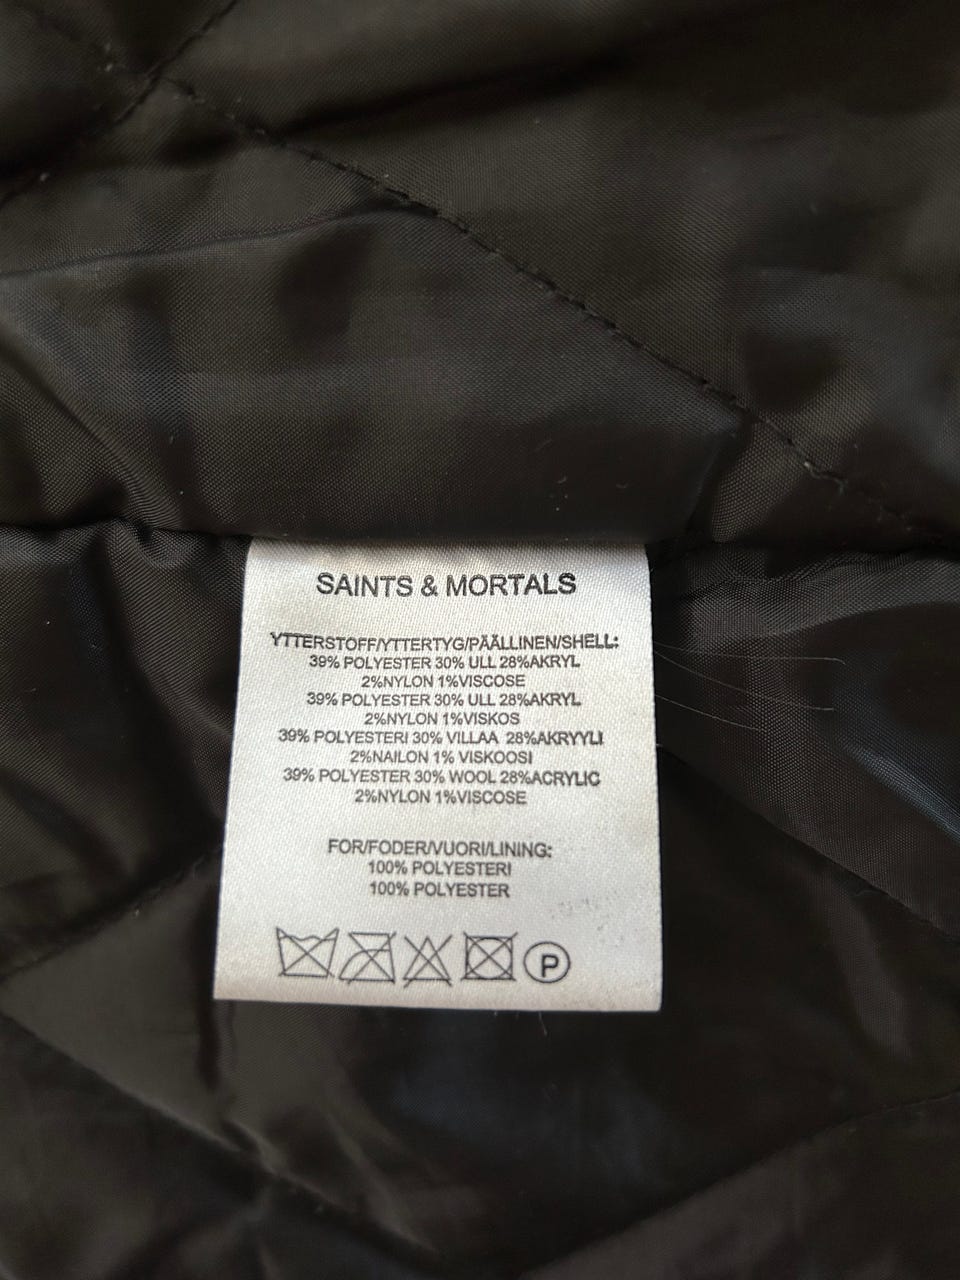 SAINTS & MORTALS
YTTERSTOFF/YTTERTYG/PÄÄLLINEN/SHELL:
39% POLYESTER 30% ULL 28%AKRYL
2%NYLON 1%VISCOSE
39% POLYESTER 30% ULL 28%AKRYL
2%NYLON 1%VISKOS
39% POLYESTERI 30% VILLAA 28%AKRYYLI
2%NAILON 1% VISKOOSI
39% POLYESTER 30% WOOL 28%ACRYLIC
2%NYLON 1%VISCOSE
FOR/FODER/VUORI/LINING:
100% POLYESTERI
100% POLYESTER
P